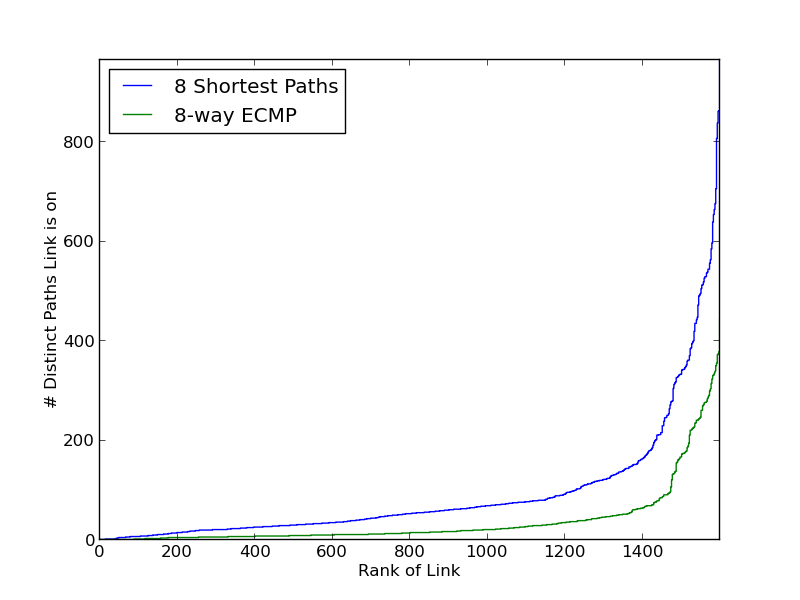 8 Shortest Paths
8-way ECMP
# Distinct Paths Link is on
800
600
400
200
0
0 200 400 600 800 1000 1200 1400
Rank of Link